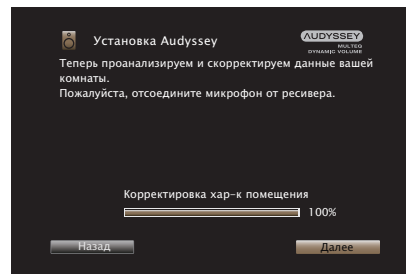 Установка Audyssey
AUDYSSEY
MULTEQ
DYNAMIC VOLUME
Теперь проанализируем и скорректируем данные вашей
комнаты.
Пожалуйста, отсоедините микрофон от ресивера.
Корректировка хар-к помещения
100%
Назад
Далее